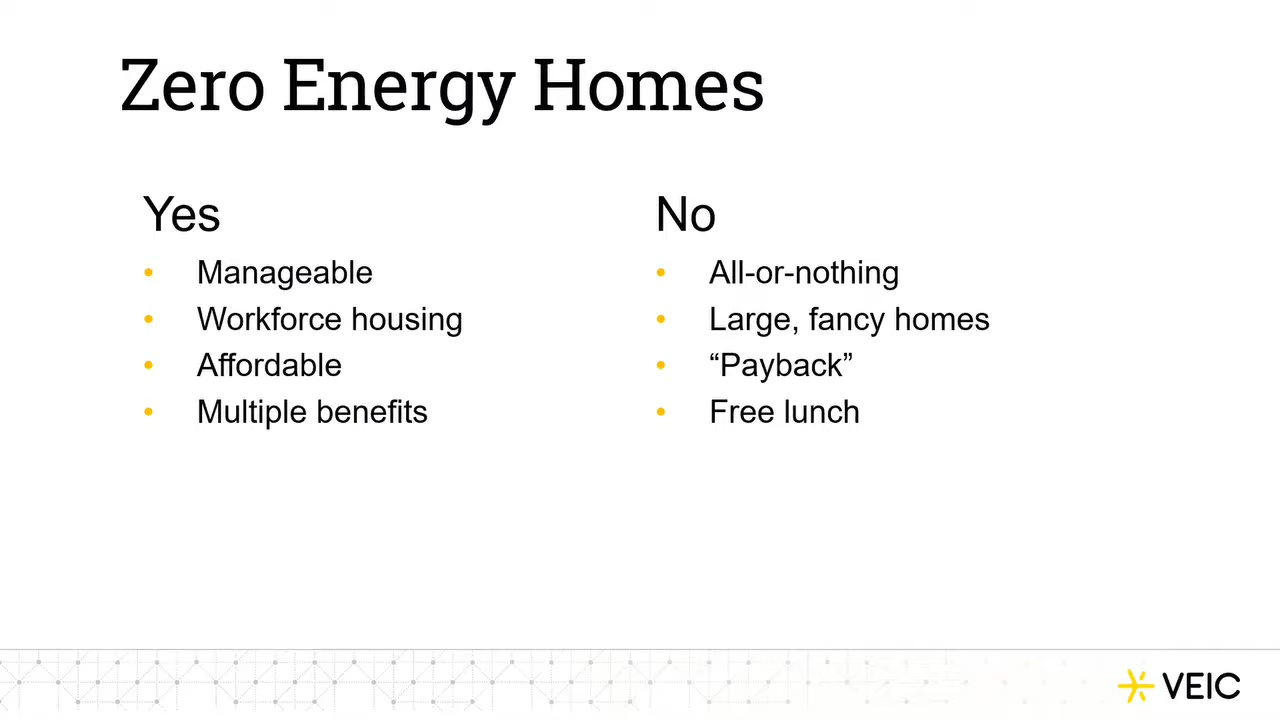 Zero Energy Homes
Yes
• Manageable
• Workforce housing
• Affordable
• Multiple benefits
No
• All-or-nothing
• Large, fancy homes
• “Payback”
• Free lunch
VEIC